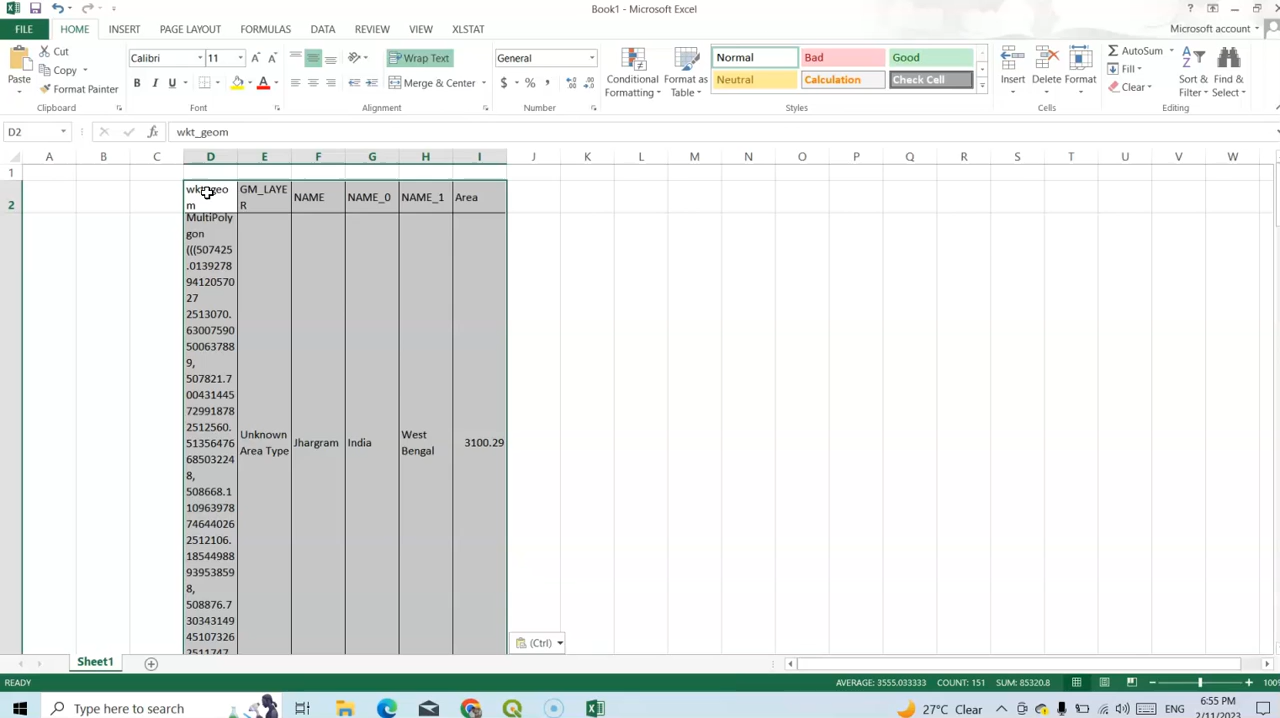 Book1 - Microsoft Excel
FILE HOME INSERT PAGE LAYOUT FORMULAS DATA REVIEW VIEW XLSTAT Microsoft account
Cut
Copy
Format Painter
Paste
Clipboard
Calibri 11
B I U
Font
Wrap Text
Merge & Center
Alignment
General
$ % ,
Number
Conditional Formatting
Format as Table
Normal Bad Good
Neutral Calculation Check Cell
Styles
Insert Delete Format
Cells
AutoSum
Fill
Clear
Sort & Filter
Find & Select
Editing
D2 fx wkt_geom
A B C D E F G H I J K L M N O P Q R S T U V W
1
2
GM_LAYE
R
NAME NAME_0 NAME_1 Area
MultiPoly
gon
(((507425
.0139278
94120570
27
2513070.
63007590
50063788
9,
507821.7
00431445
72991878
2512560.
51356476
68503224
8,
508668.1
10963978
74644026
2512106.
18544988
93953859
8,
508876.7
30343149
45107326
2511747.
Unknown
Area Type
Jhargram
India
West
Bengal
3100.29
(Ctrl)
Sheet1
READY AVERAGE: 3555.033333 COUNT: 151 SUM: 85320.8
Type here to search 27°C Clear ENG 6:55 PM